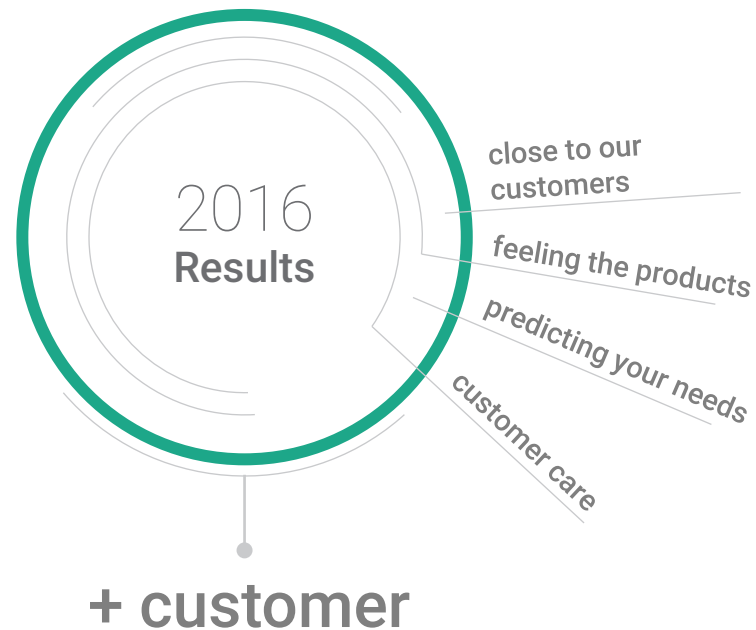 2016
Results
close to our
customers
feeling the products
predicting your needs
customer care
+ customer